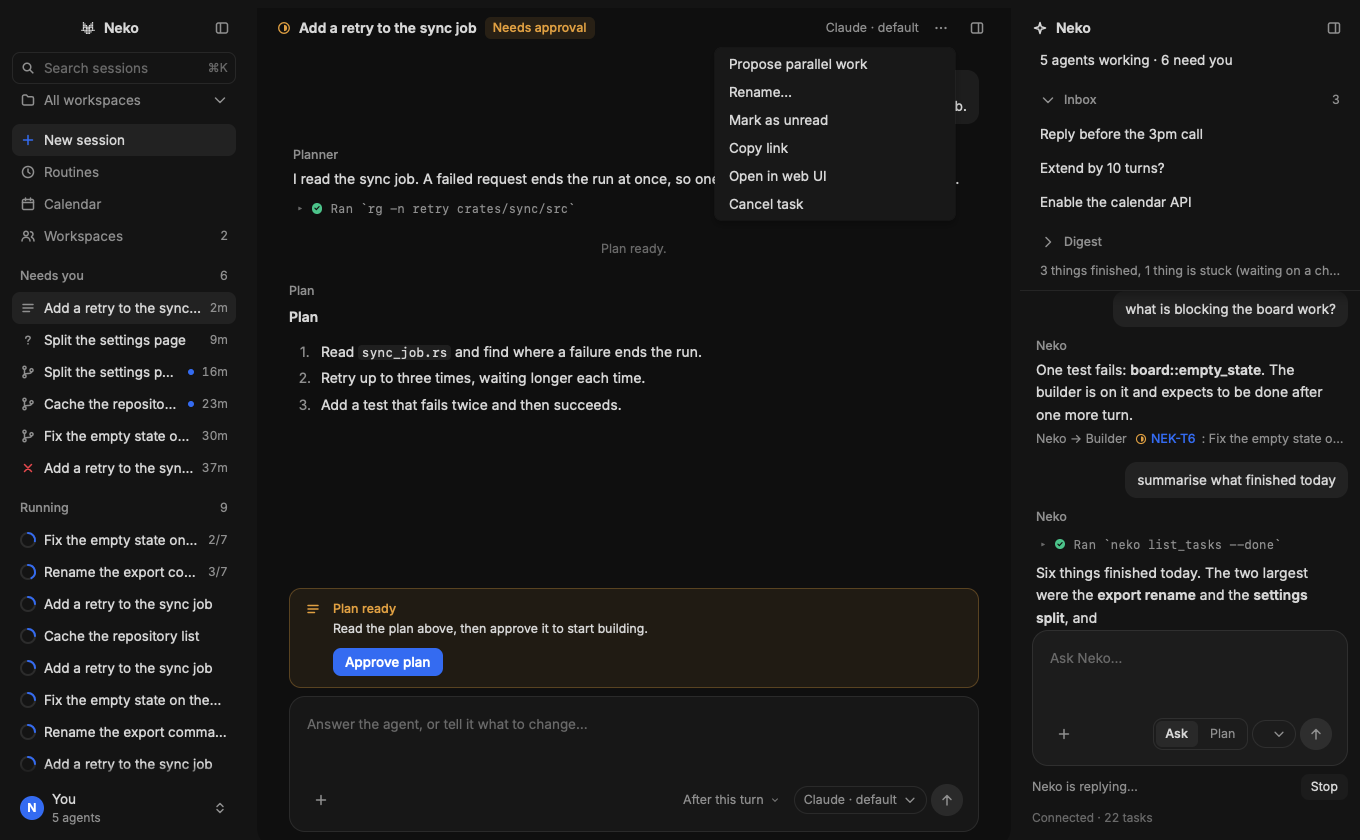 Neko
Search sessions ⌘K
All workspaces
New session
Routines
Calendar
Workspaces 2
Needs you 6
Add a retry to the sync... 2m
? Split the settings page 9m
Split the settings p... 16m
Cache the reposito... 23m
Fix the empty state o... 30m
Add a retry to the syn... 37m
Running 9
Fix the empty state on... 2/7
Rename the export co... 3/7
Add a retry to the sync job
Cache the repository list
Add a retry to the sync job
Fix the empty state on the...
Rename the export comma...
Add a retry to the sync job
N
You
5 agents
Add a retry to the sync job Needs approval Claude · default ...
Propose parallel work
Rename...
Mark as unread
Copy link
Open in web UI
Cancel task
b.
Planner
I read the sync job. A failed request ends the run at once, so one .
Ran `rg -n retry crates/sync/src`
Plan ready.
Plan
Plan
1. Read sync_job.rs and find where a failure ends the run.
2. Retry up to three times, waiting longer each time.
3. Add a test that fails twice and then succeeds.
Plan ready
Read the plan above, then approve it to start building.
Approve plan
Answer the agent, or tell it what to change...
After this turn Claude · default
Neko
5 agents working · 6 need you
Inbox 3
Reply before the 3pm call
Extend by 10 turns?
Enable the calendar API
Digest
3 things finished, 1 thing is stuck (waiting on a ch...
what is blocking the board work?
Neko
One test fails: board::empty_state. The
builder is on it and expects to be done after
one more turn.
Neko → Builder NEK-T6 : Fix the empty state o...
summarise what finished today
Neko
Ran `neko list_tasks --done`
Six things finished today. The two largest
were the export rename and the settings
split, and
Ask Neko...
Ask Plan
Neko is replying... Stop
Connected · 22 tasks